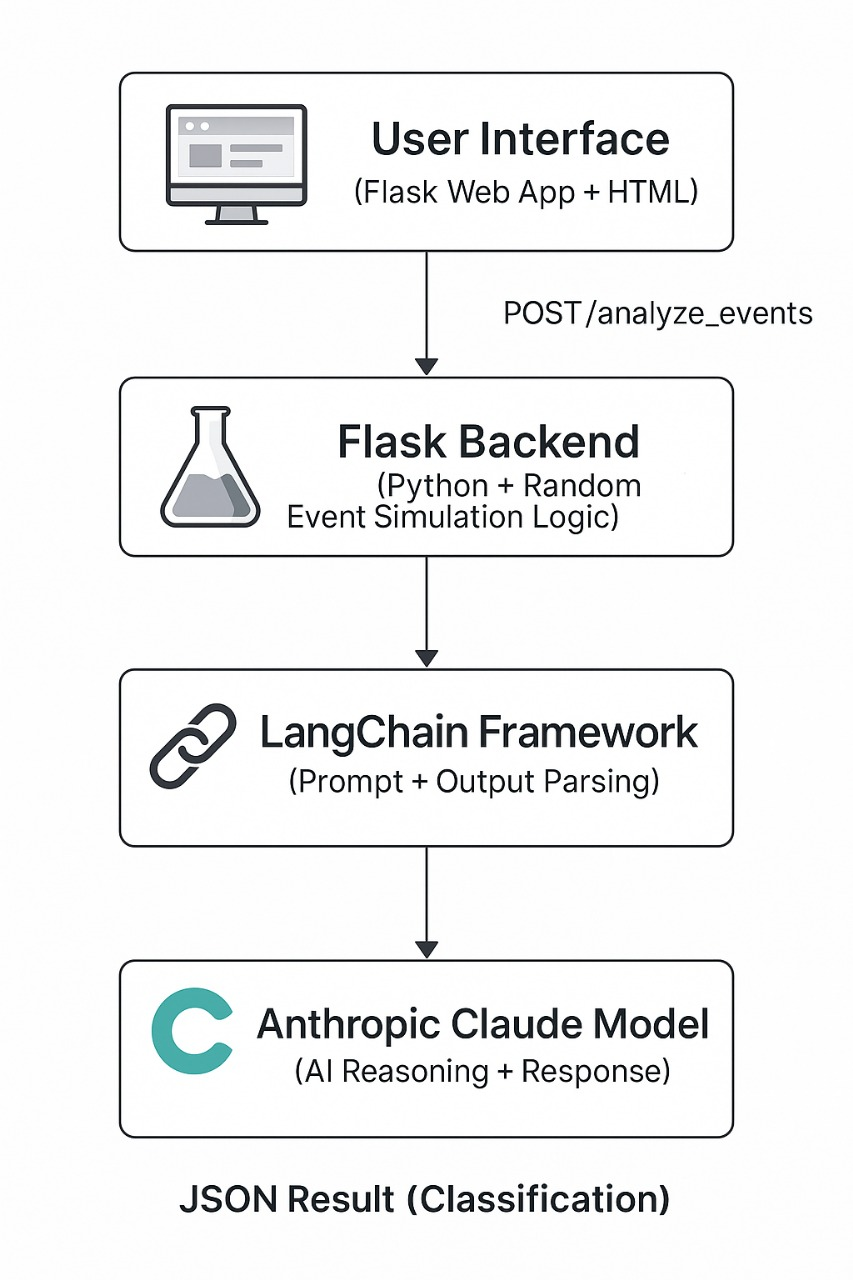 User Interface
(Flask Web App + HTML)
POST/analyze_events
Flask Backend
(Python + Random
Event Simulation Logic)
LangChain Framework
(Prompt + Output Parsing)
Anthropic Claude Model
(AI Reasoning + Response)
JSON Result (Classification)